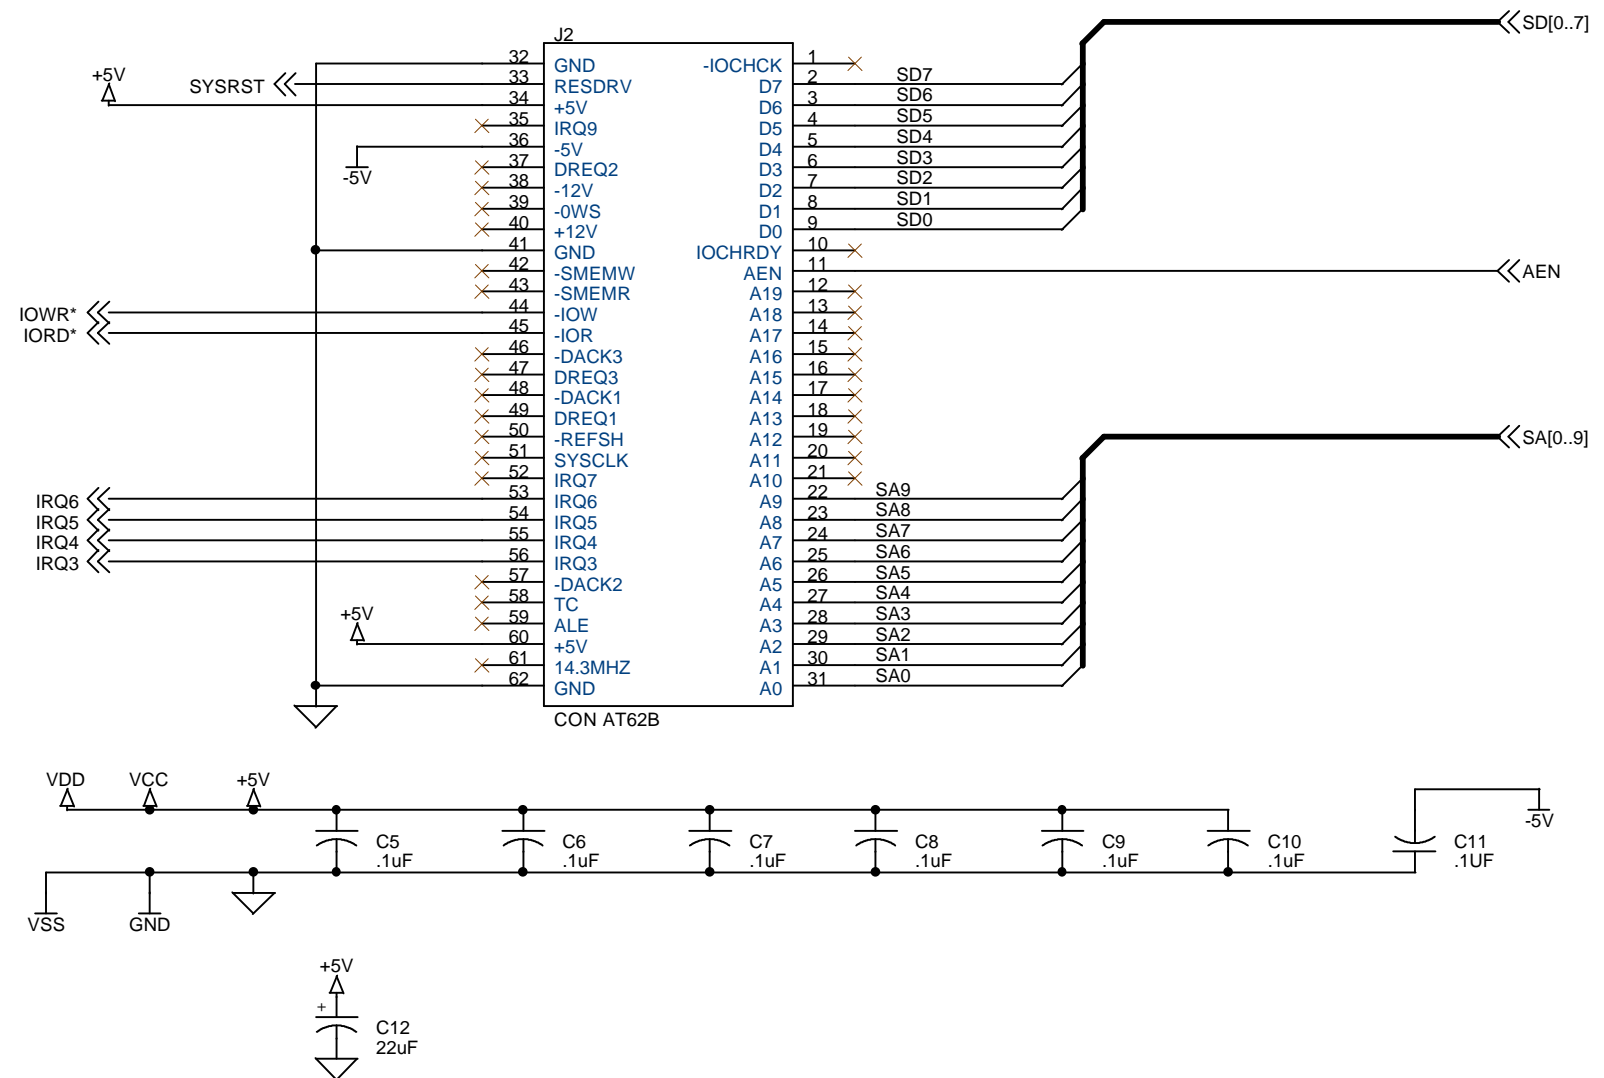 J2
SD[0..7]
32 GND -IOCHCK 1
+5V SYSRST 33 RESDRV D7 2 SD7
34 +5V D6 3 SD6
35 IRQ9 D5 4 SD5
36 -5V D4 5 SD4
-5V 37 DREQ2 D3 6 SD3
38 -12V D2 7 SD2
39 -0WS D1 8 SD1
40 +12V D0 9 SD0
41 GND IOCHRDY 10
42 -SMEMW AEN 11 AEN
43 -SMEMR A19 12
IOWR* 44 -IOW A18 13
IORD* 45 -IOR A17 14
46 -DACK3 A16 15
47 DREQ3 A15 16
48 -DACK1 A14 17
49 DREQ1 A13 18
50 -REFSH A12 19 SA[0..9]
51 SYSCLK A11 20
52 IRQ7 A10 21
IRQ6 53 IRQ6 A9 22 SA9
IRQ5 54 IRQ5 A8 23 SA8
IRQ4 55 IRQ4 A7 24 SA7
IRQ3 56 IRQ3 A6 25 SA6
57 -DACK2 A5 26 SA5
58 TC A4 27 SA4
+5V 59 ALE A3 28 SA3
60 +5V A2 29 SA2
61 14.3MHZ A1 30 SA1
62 GND A0 31 SA0
CON AT62B
VDD VCC +5V
-5V
C5 C6 C7 C8 C9 C10 C11
.1uF .1uF .1uF .1uF .1uF .1uF .1UF
VSS GND
+5V
+
C12
22uF